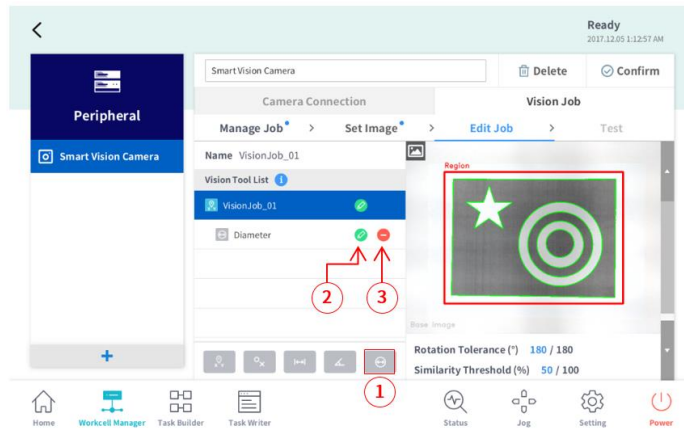 Ready
2017.12.05 1:12:57 AM
Peripheral
Smart Vision Camera
+
Smart Vision Camera
Delete
Confirm
Camera Connection
Vision Job
Manage Job > Set Image > Edit Job > Test
Name VisionJob_01
Vision Tool List i
VisionJob_01
Diameter
2
3
1
Region
Base Image
Rotation Tolerance (°) 180 / 180
Similarity Threshold (%) 50 / 100
Home
Workcell Manager
Task Builder
Task Writer
Status
Jog
Setting
Power